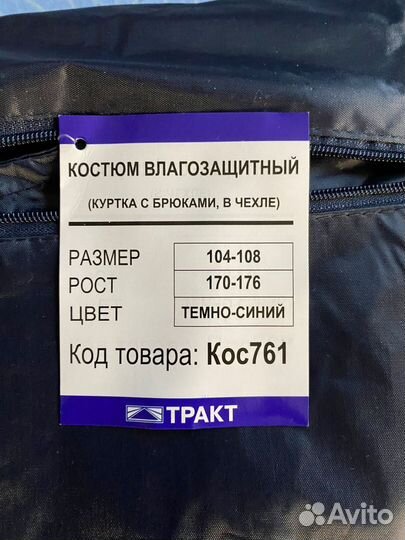 КОСТЮМ ВЛАГОЗАЩИТНЫЙ
(КУРТКА С БРЮКАМИ, В ЧЕХЛЕ)
РАЗМЕР 104-108
РОСТ 170-176
ЦВЕТ ТЕМНО-СИНИЙ
Код товара: Кос761
ТРАКТ
Avito